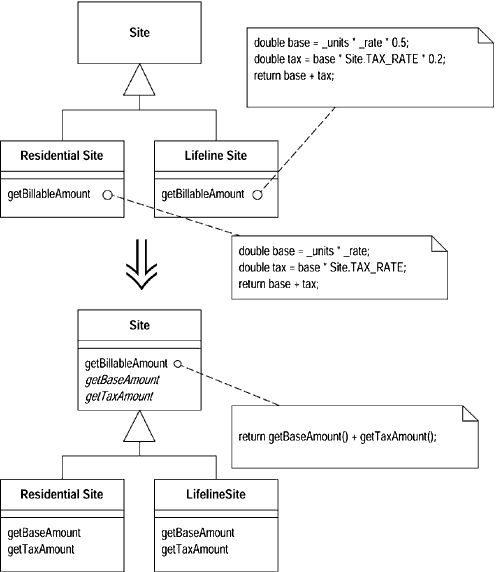 Site
double base = _units * _rate * 0.5;
double tax = base * Site.TAX_RATE * 0.2;
return base + tax;
Residential Site
getBillableAmount
Lifeline Site
getBillableAmount
double base = _units * _rate;
double tax = base * Site.TAX_RATE;
return base + tax;
Site
getBillableAmount
getBaseAmount
getTaxAmount
return getBaseAmount() + getTaxAmount();
Residential Site
getBaseAmount
getTaxAmount
LifelineSite
getBaseAmount
getTaxAmount